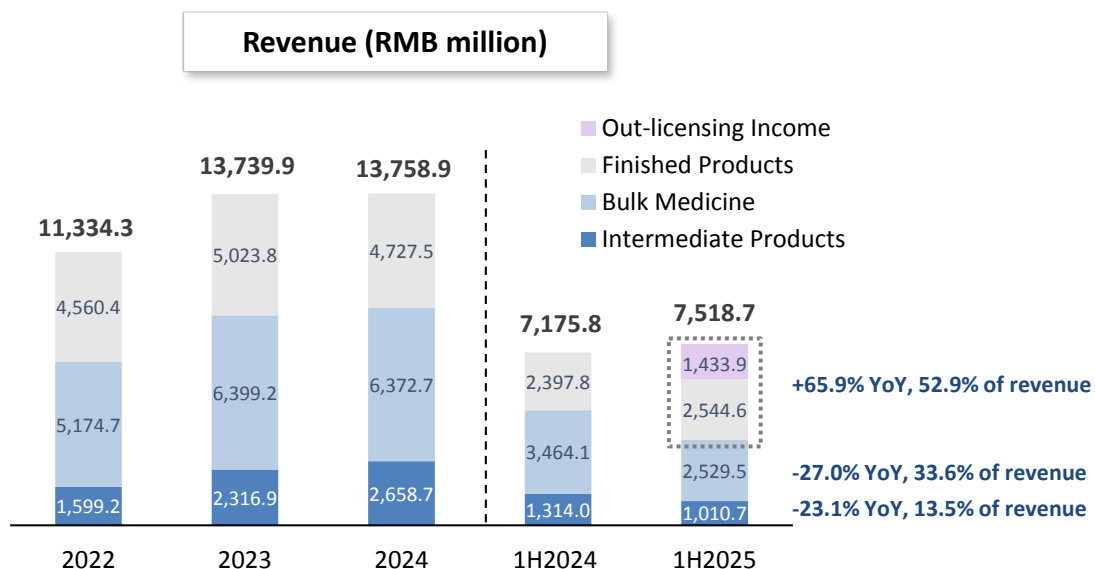 Revenue (RMB million)
Out-licensing Income
Finished Products
Bulk Medicine
Intermediate Products
11,334.3
4,560.4
5,174.7
1,599.2
2022
13,739.9
5,023.8
6,399.2
2,316.9
2023
13,758.9
4,727.5
6,372.7
2,658.7
2024
7,175.8
2,397.8
3,464.1
1,314.0
1H2024
7,518.7
1,433.9
2,544.6
2,529.5
1,010.7
1H2025
+65.9% YoY, 52.9% of revenue
-27.0% YoY, 33.6% of revenue
-23.1% YoY, 13.5% of revenue